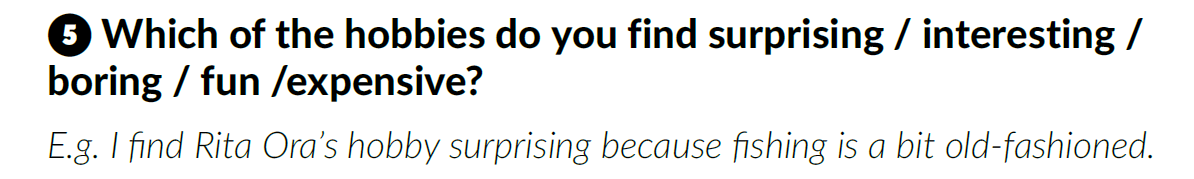 5 Which of the hobbies do you find surprising / interesting /
boring / fun /expensive?
E.g. I find Rita Ora’s hobby surprising because fishing is a bit old-fashioned.